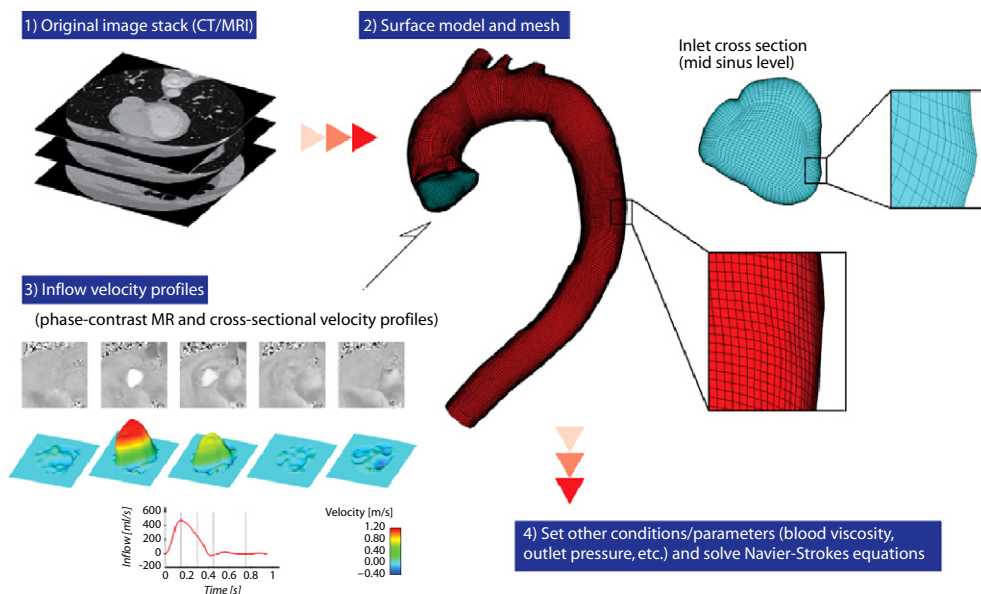 1) Original image stack (CT/MRI)
2) Surface model and mesh
Inlet cross section
(mid sinus level)
3) Inflow velocity profiles
(phase-contrast MR and cross-sectional velocity profiles)
Inflow [ml/s]
600
400
200
0
-200
0 0.2 0.4 0.6 0.8 1
Time [s]
Velocity [m/s]
1.20
0.80
0.40
0.00
−0.40
4) Set other conditions/parameters (blood viscosity,
outlet pressure, etc.) and solve Navier-Strokes equations